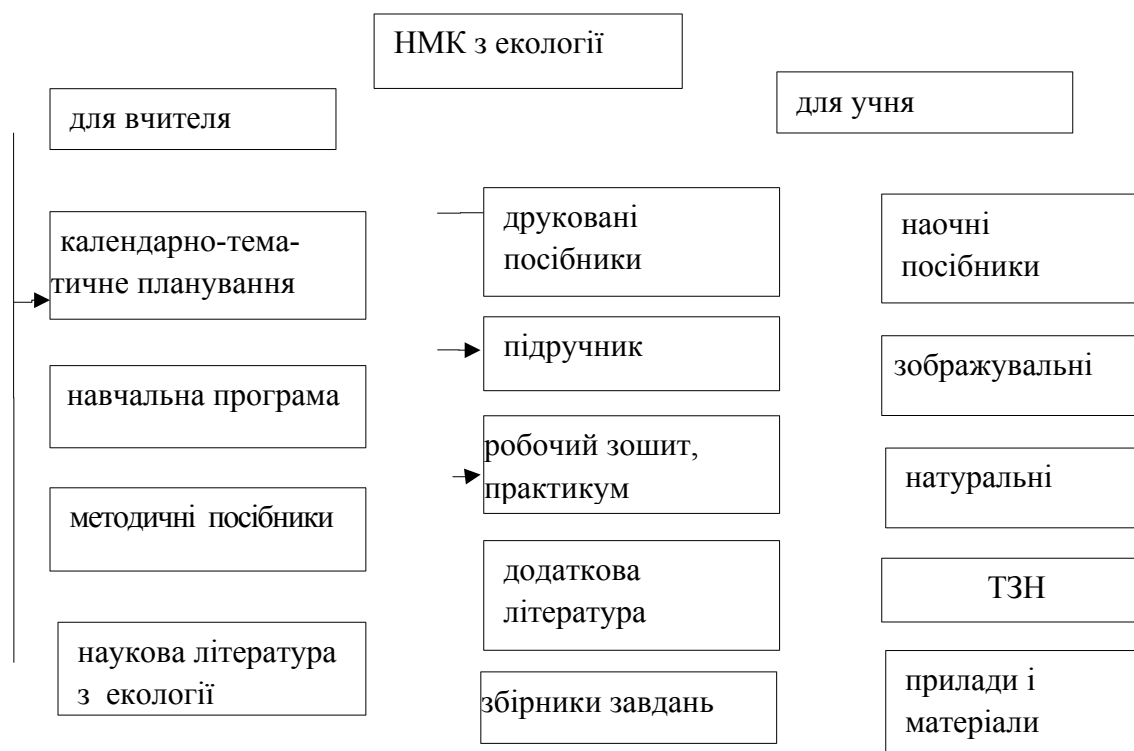 НМК з екології
для вчителя
для учня
календарно-тема-
тичне планування
навчальна програма
методичні посібники
наукова література
з екології
друковані
посібники
підручник
робочий зошит,
практикум
додаткова
література
збірники завдань
наочні
посібники
зображувальні
натуральні
ТЗН
прилади і
матеріали